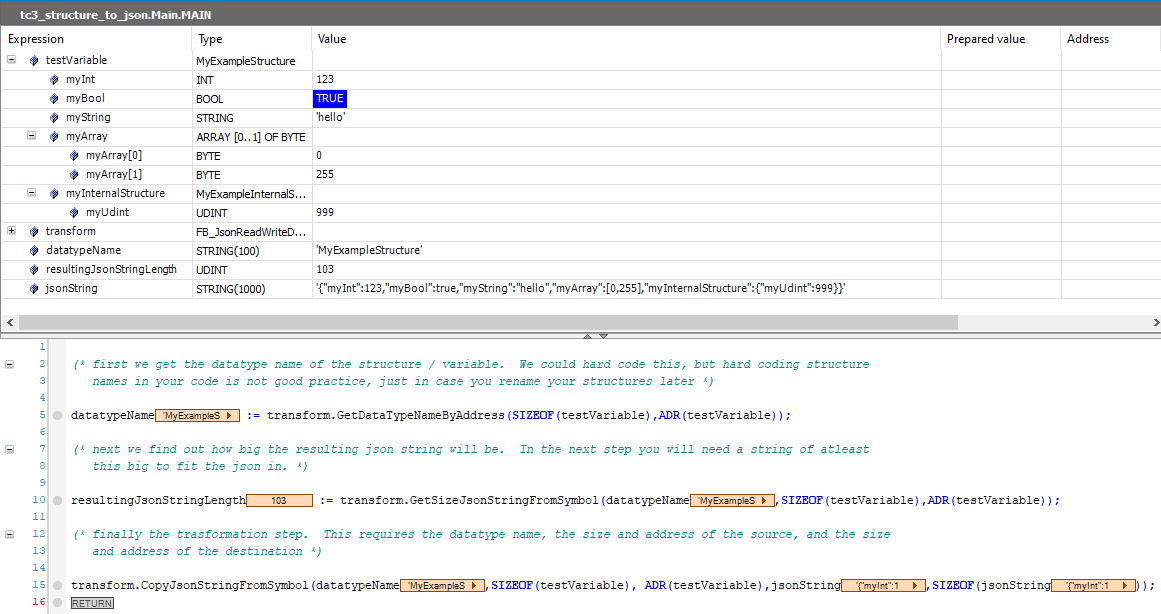 tc3_structure_to_json.Main.MAIN
Expression Type Value Prepared value Address
testVariable MyExampleStructure
myInt INT 123
myBool BOOL TRUE
myString STRING 'hello'
myArray ARRAY [0..1] OF BYTE
myArray[0] BYTE 0
myArray[1] BYTE 255
myInternalStructure MyExampleInternalS...
myUdint UDINT 999
transform FB_JsonReadWriteD...
datatypeName STRING(100) 'MyExampleStructure'
resultingJsonStringLength UDINT 103
jsonString STRING(1000) '{"myInt":123,"myBool":true,"myString":"hello","myArray":[0,255],"myInternalStructure":{"myUdint":999}}'
1
2 (* first we get the datatype name of the structure / variable.  We could hard code this, but hard coding structure
3 names in your code is not good practice, just in case you rename your structures later *)
4
5 datatypeName 'MyExampleS := transform.GetDataTypeNameByAddress(SIZEOF(testVariable),ADR(testVariable));
6
7 (* next we find out how big the resulting json string will be.  In the next step you will need a string of atleast
8 this big to fit the json in. *)
9
10 resultingJsonStringLength 103 := transform.GetSizeJsonStringFromSymbol(datatypeName 'MyExampleS ,SIZEOF(testVariable),ADR(testVariable));
11
12 (* finally the trasformation step.  This requires the datatype name, the size and address of the source, and the size
13 and address of the destination *)
14
15 transform.CopyJsonStringFromSymbol(datatypeName 'MyExampleS ,SIZEOF(testVariable), ADR(testVariable),jsonString '{"myInt":1 ,SIZEOF(jsonString '{"myInt":1 ));
16 RETURN